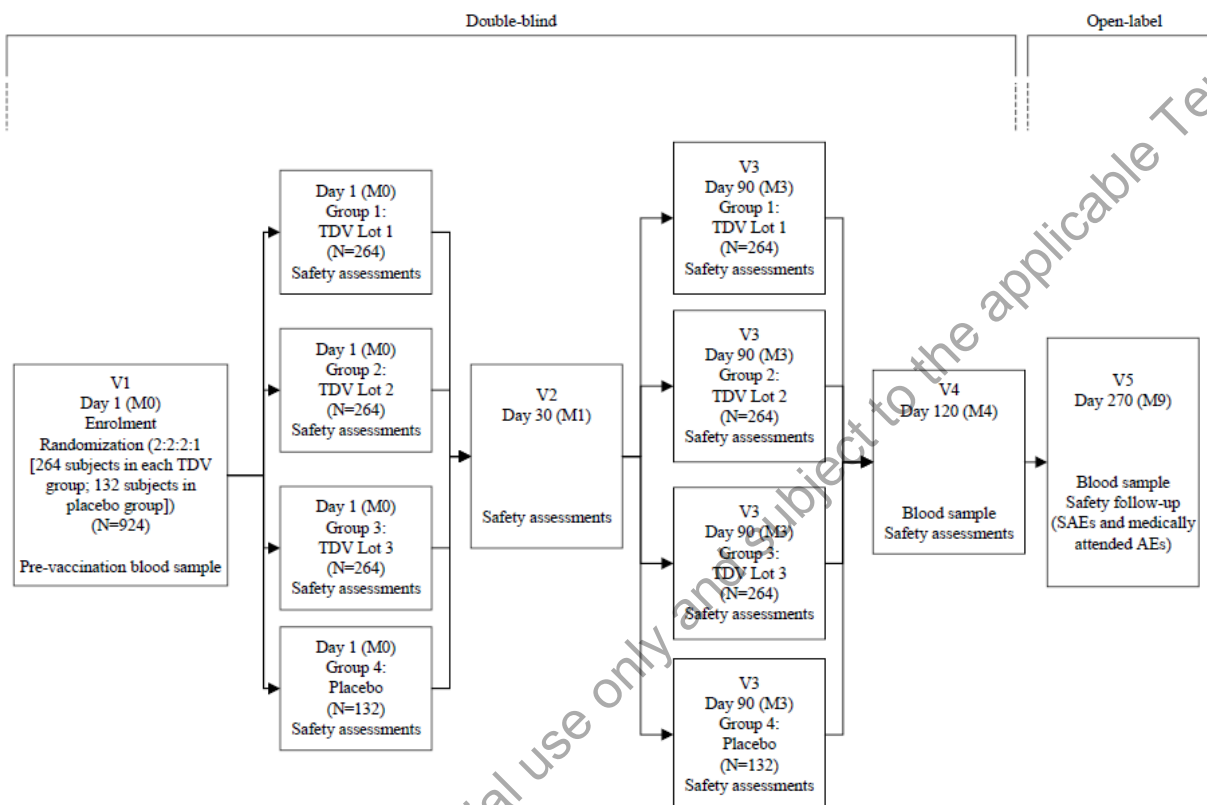 Double-blind
Open-label
V1
Day 1 (M0)
Enrolment
Randomization (2:2:2:1
[264 subjects in each TDV
group; 132 subjects in
placebo group])
(N=924)
Pre-vaccination blood sample
Day 1 (M0)
Group 1:
TDV Lot 1
(N=264)
Safety assessments
Day 1 (M0)
Group 2:
TDV Lot 2
(N=264)
Safety assessments
Day 1 (M0)
Group 3:
TDV Lot 3
(N=264)
Safety assessments
Day 1 (M0)
Group 4:
Placebo
(N=132)
Safety assessments
V2
Day 30 (M1)
Safety assessments
V3
Day 90 (M3)
Group 1:
TDV Lot 1
(N=264)
Safety assessments
V3
Day 90 (M3)
Group 2:
TDV Lot 2
(N=264)
Safety assessments
V3
Day 90 (M3)
Group 3:
TDV Lot 3
(N=264)
Safety assessments
V3
Day 90 (M3)
Group 4:
Placebo
(N=132)
Safety assessments
V4
Day 120 (M4)
Blood sample
Safety assessments
V5
Day 270 (M9)
Blood sample
Safety follow-up
(SAEs and medically
attended AEs)
use only and subject to the applicable